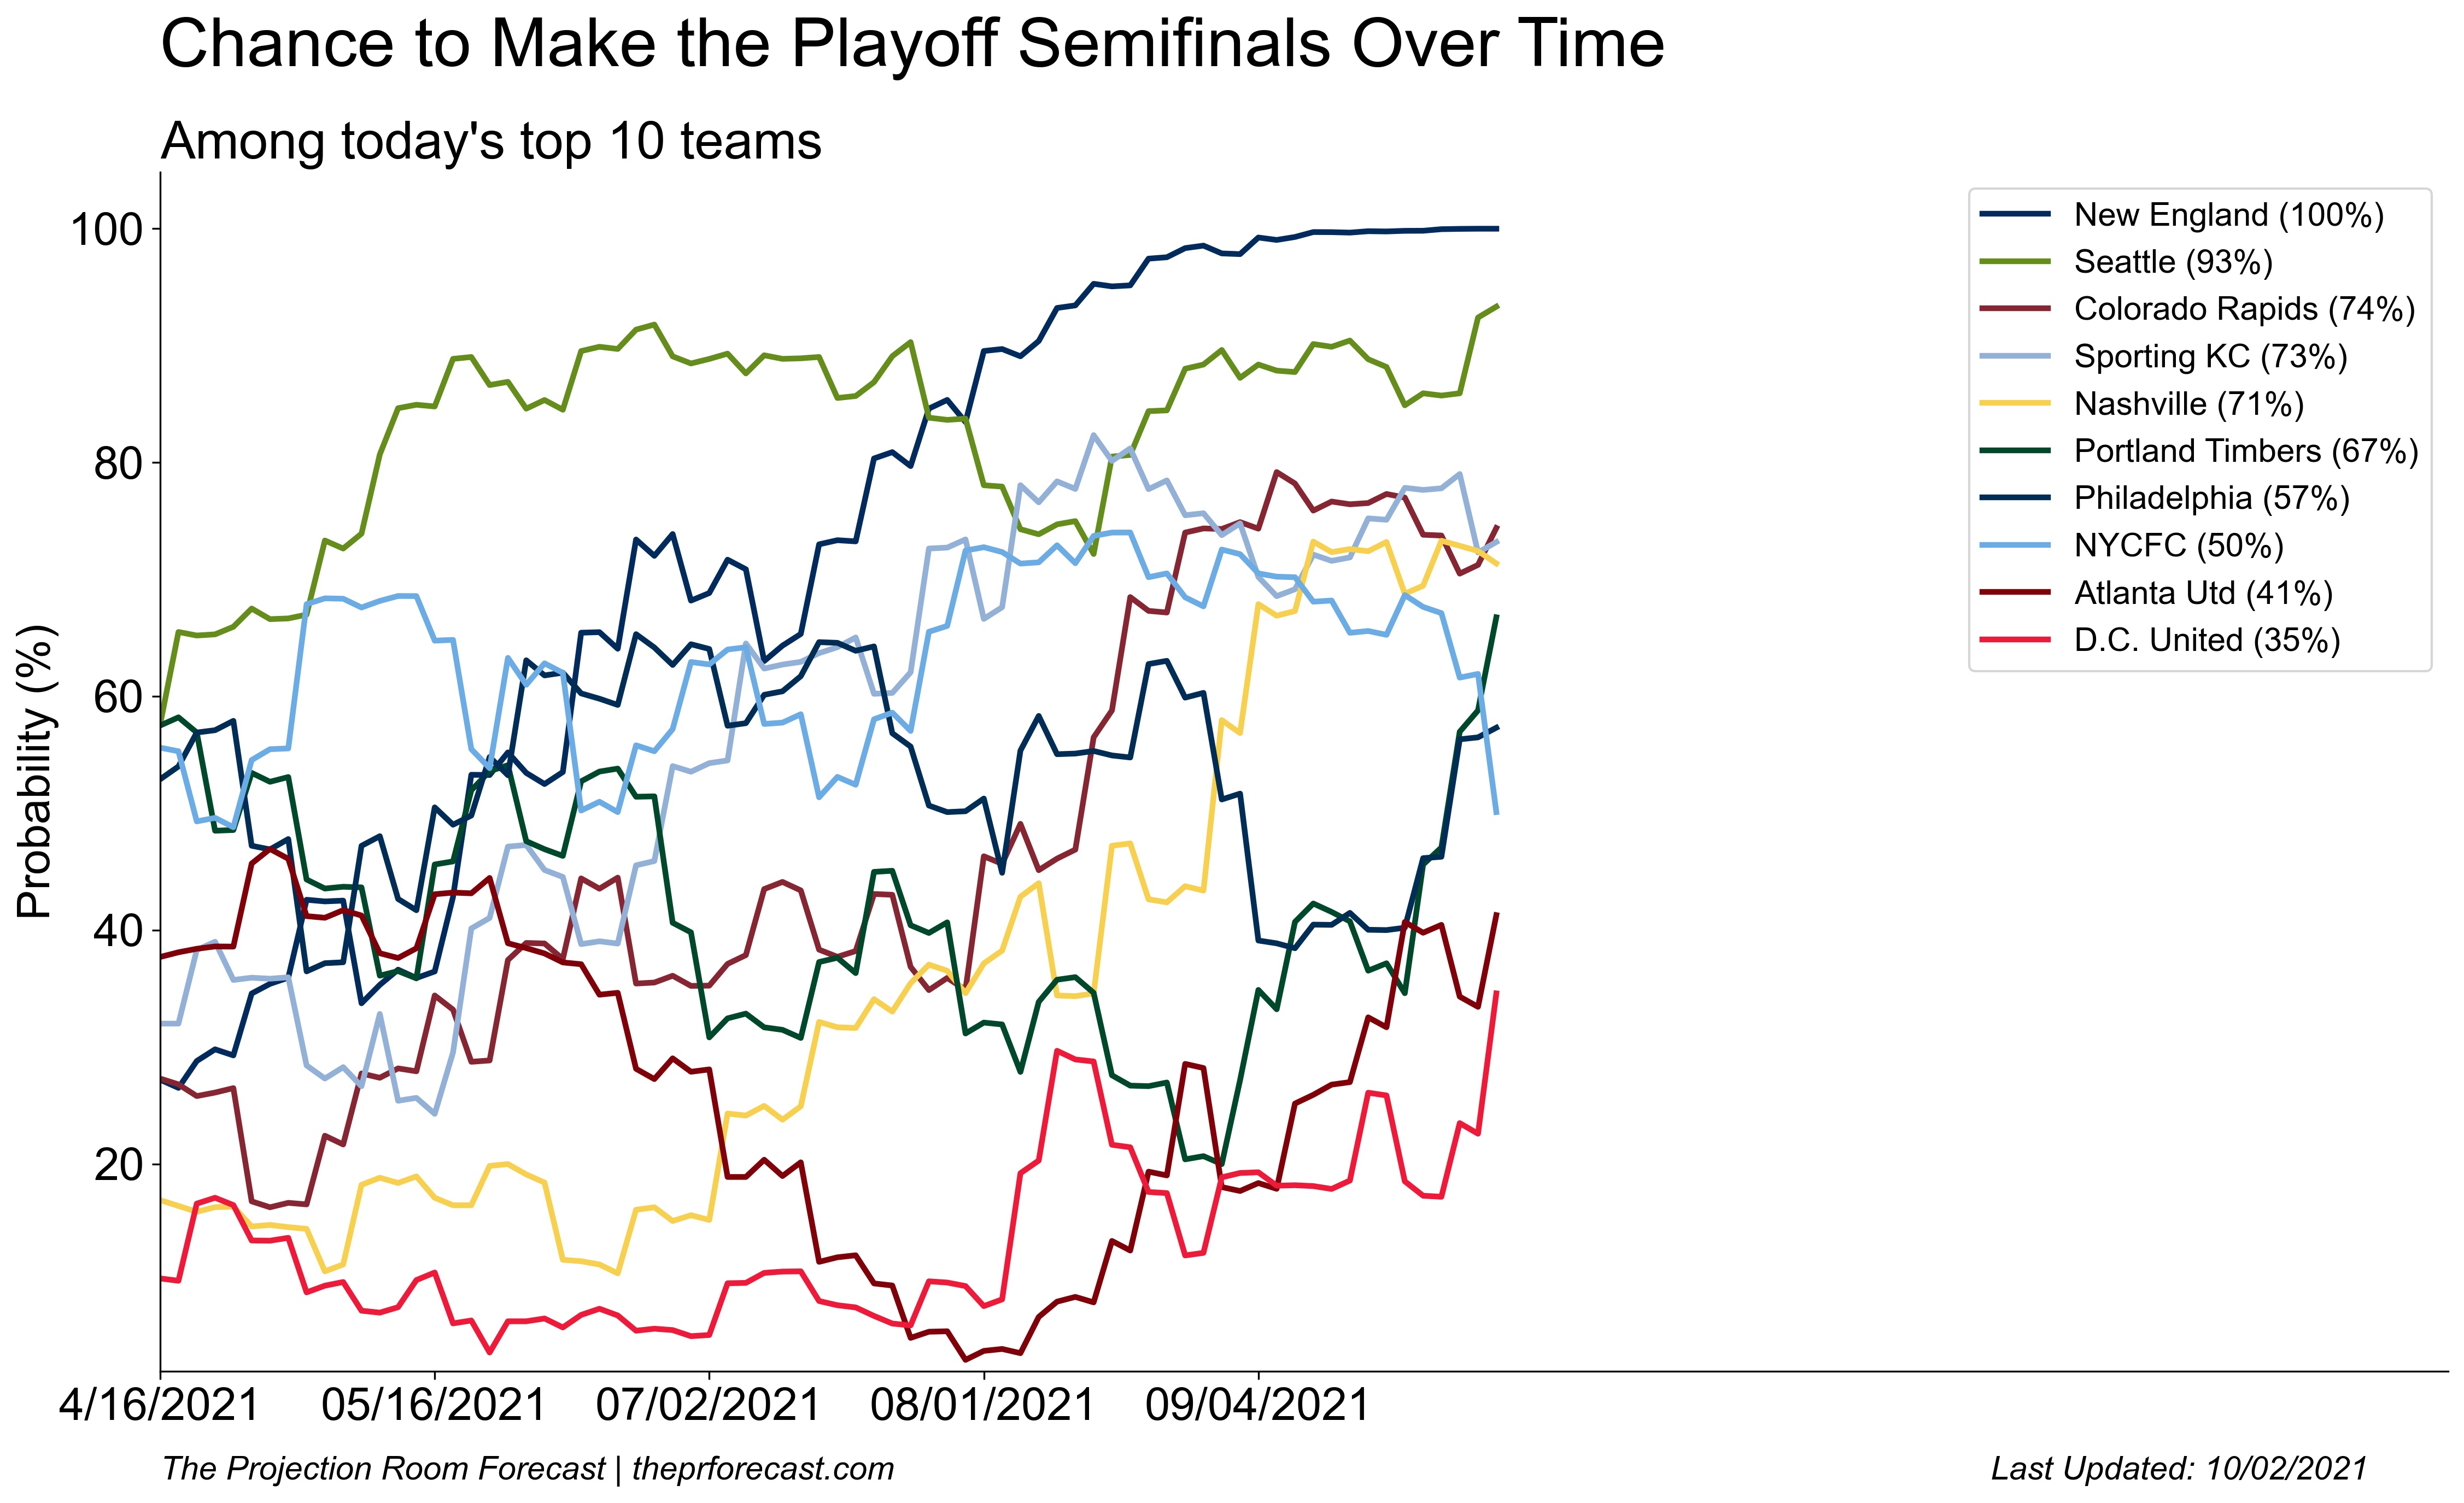 Chance to Make the Playoff Semifinals Over Time
Among today's top 10 teams
Probability (%)
100
80
60
40
20
New England (100%)
Seattle (93%)
Colorado Rapids (74%)
Sporting KC (73%)
Nashville (71%)
Portland Timbers (67%)
Philadelphia (57%)
NYCFC (50%)
Atlanta Utd (41%)
D.C. United (35%)
4/16/2021 05/16/2021 07/02/2021 08/01/2021 09/04/2021
The Projection Room Forecast | theprforecast.com
Last Updated: 10/02/2021